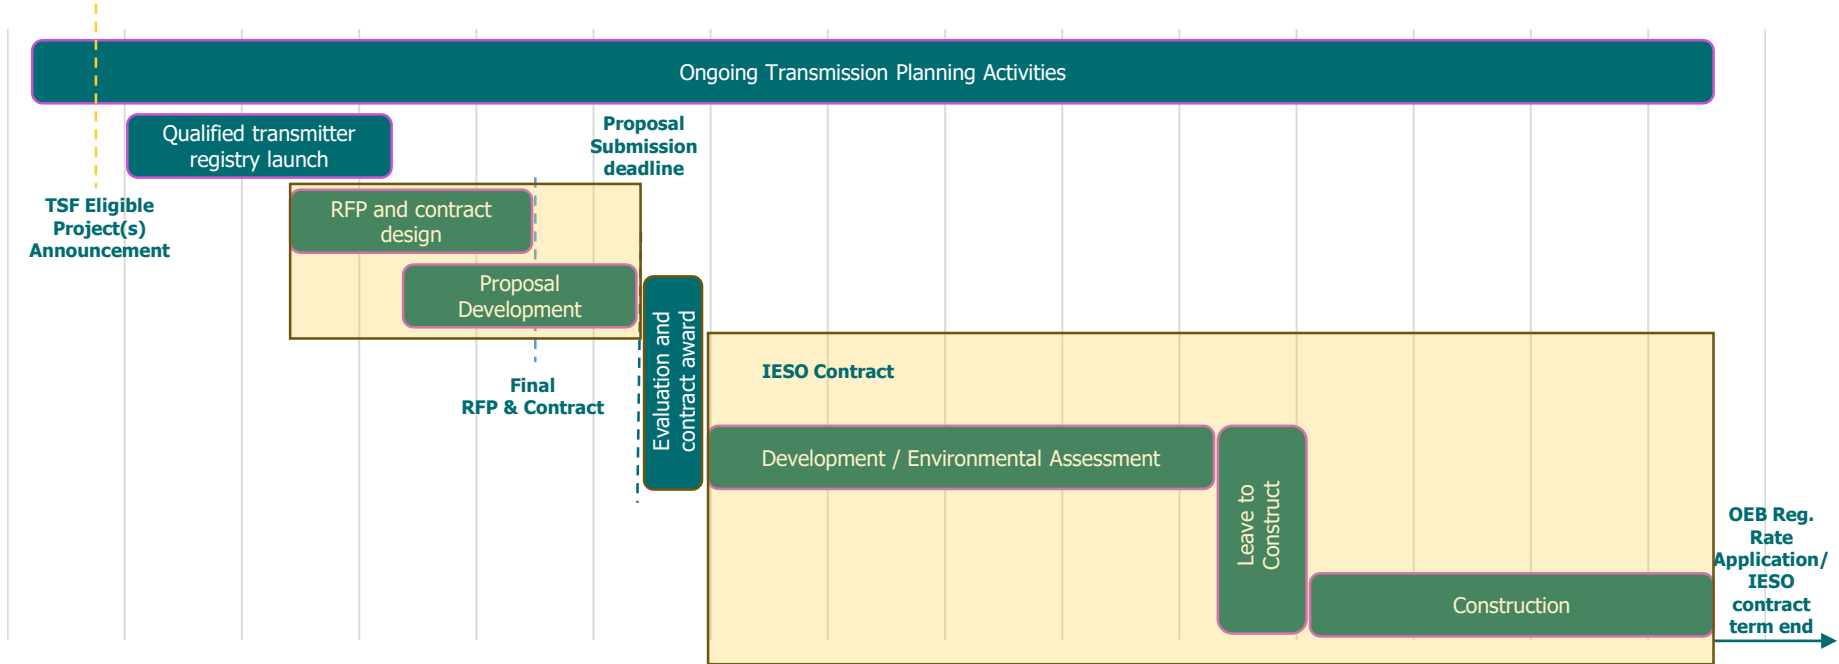 Ongoing Transmission Planning Activities
Qualified transmitter
registry launch
Proposal
Submission
deadline
TSF Eligible
Project(s)
Announcement
RFP and contract
design
Proposal
Development
Final
RFP & Contract
Evaluation and
contract award
IESO Contract
Development / Environmental Assessment
Leave to
Construct
Construction
OEB Reg.
Rate
Application/
IESO
contract
term end